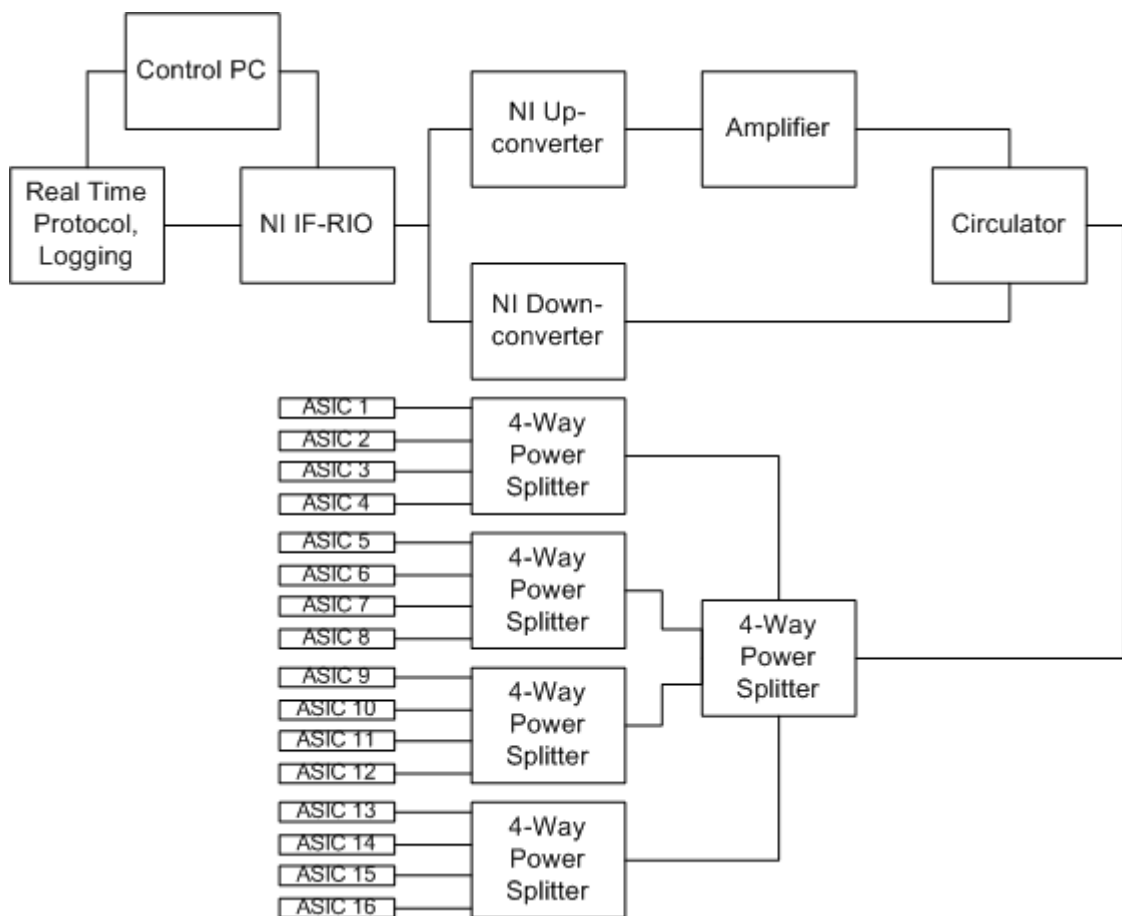 Control PC
Real Time
Protocol,
Logging
NI IF-RIO
NI Up-
converter
Amplifier
Circulator
NI Down-
converter
ASIC 1
ASIC 2
ASIC 3
ASIC 4
4-Way
Power
Splitter
ASIC 5
ASIC 6
ASIC 7
ASIC 8
4-Way
Power
Splitter
ASIC 9
ASIC 10
ASIC 11
ASIC 12
4-Way
Power
Splitter
ASIC 13
ASIC 14
ASIC 15
ASIC 16
4-Way
Power
Splitter
4-Way
Power
Splitter